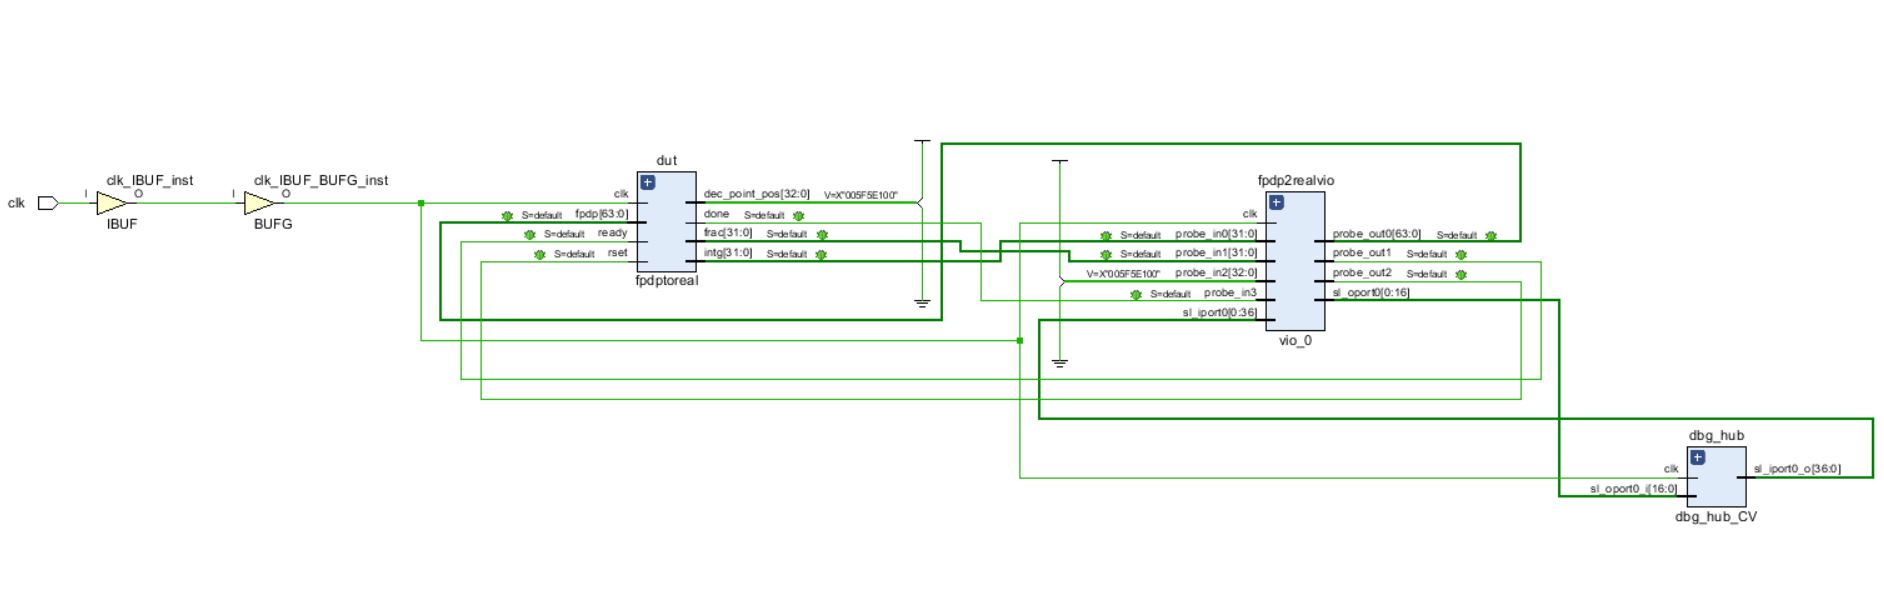 clk
I
clk_IBUF_inst
O
IBUF
I
clk_IBUF_BUFG_inst
O
BUFG
dut
clk
S=default fpdp[63:0]
S=default ready
S=default rset
dec_point_pos[32:0] V=X"005F5E100"
done S=default
frac[31:0] S=default
intg[31:0] S=default
fpdptoreal
fpdp2realvio
clk
S=default probe_in0[31:0]
S=default probe_in1[31:0]
V=X"005F5E100" probe_in2[32:0]
S=default probe_in3
sl_iport0[0:36]
probe_out0[63:0] S=default
probe_out1 S=default
probe_out2 S=default
sl_oport0[0:16]
vio_0
dbg_hub
clk
sl_oport0_i[16:0]
sl_iport0_o[36:0]
dbg_hub_CV